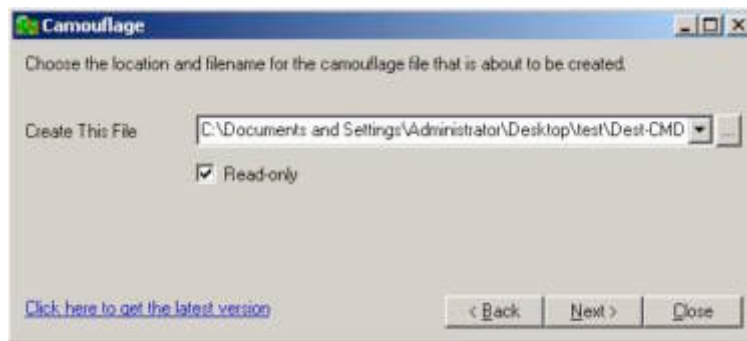 Camouflage
Choose the location and filename for the camouflage file that is about to be created.
Create This File C:\Documents and Settings\Administrator\Desktop\test\Dest-CMD ...
Read-only
Click here to get the latest version < Back Next > Close